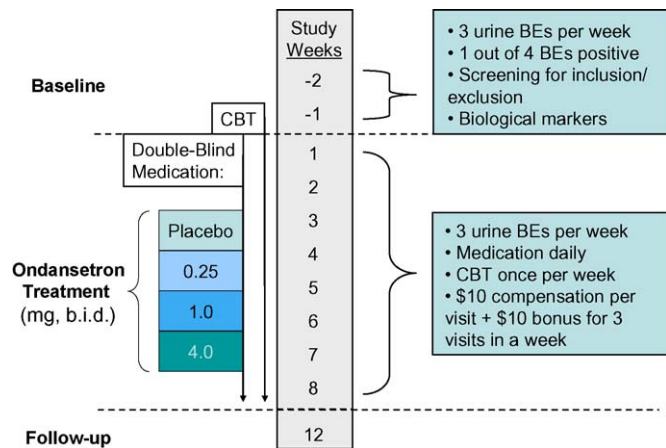 Study
Weeks
-2
-1
1
2
3
4
5
6
7
8
12
Baseline
CBT
Double-Blind
Medication:
Placebo
0.25
1.0
4.0
Ondansetron
Treatment
(mg, b.i.d.)
Follow-up
• 3 urine BEs per week
• 1 out of 4 BEs positive
• Screening for inclusion/
exclusion
• Biological markers
• 3 urine BEs per week
• Medication daily
• CBT once per week
• $10 compensation per
visit + $10 bonus for 3
visits in a week